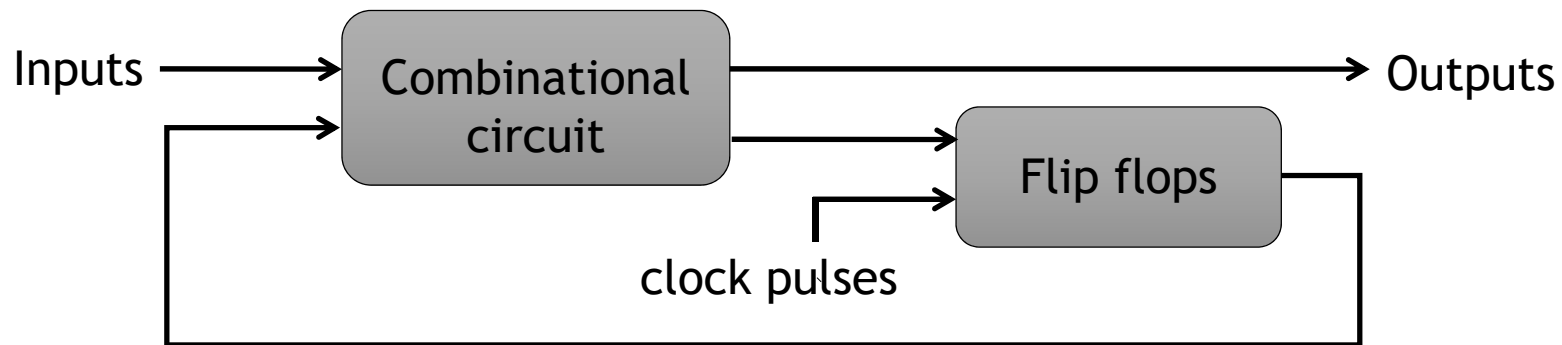 Inputs
Combinational
circuit
Outputs
Flip flops
clock pulses